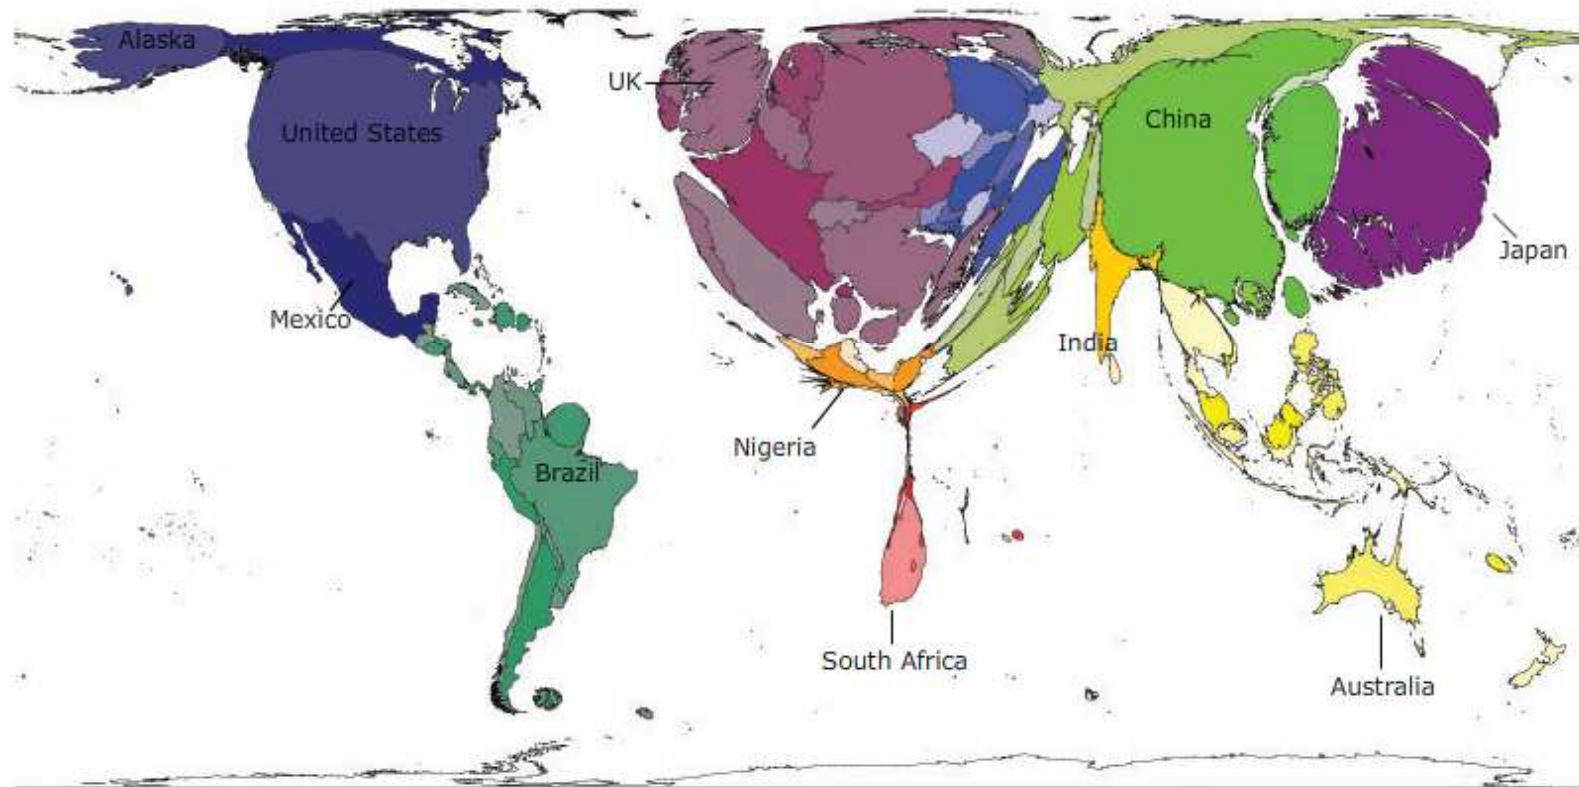 Alaska
UK
United States
China
Japan
Mexico
India
Nigeria
Brazil
South Africa
Australia